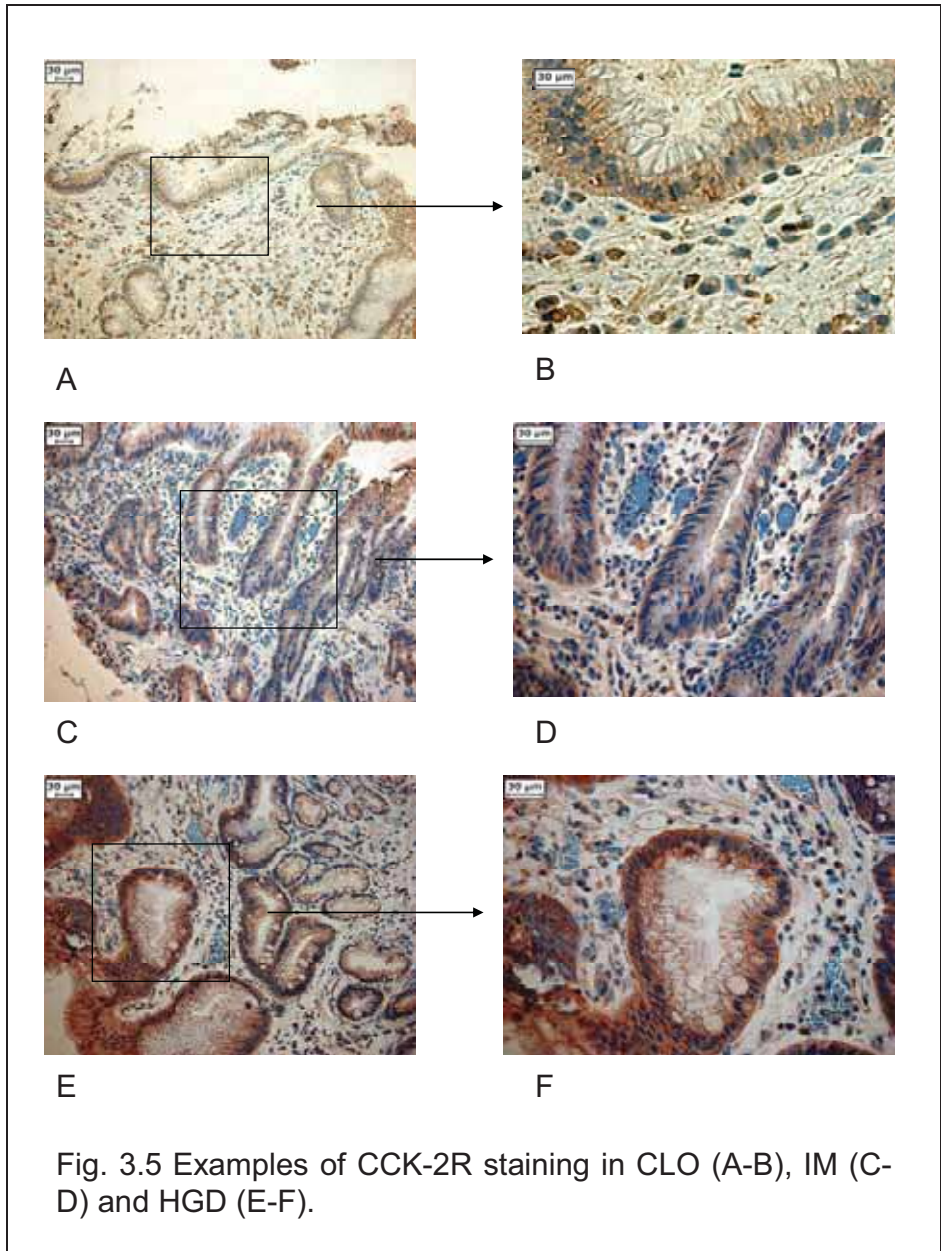 30 µm
30 µm
A
B
30 µm
30 µm
C
D
30 µm
30 µm
E
F
Fig. 3.5 Examples of CCK-2R staining in CLO (A-B), IM (C-
D) and HGD (E-F).